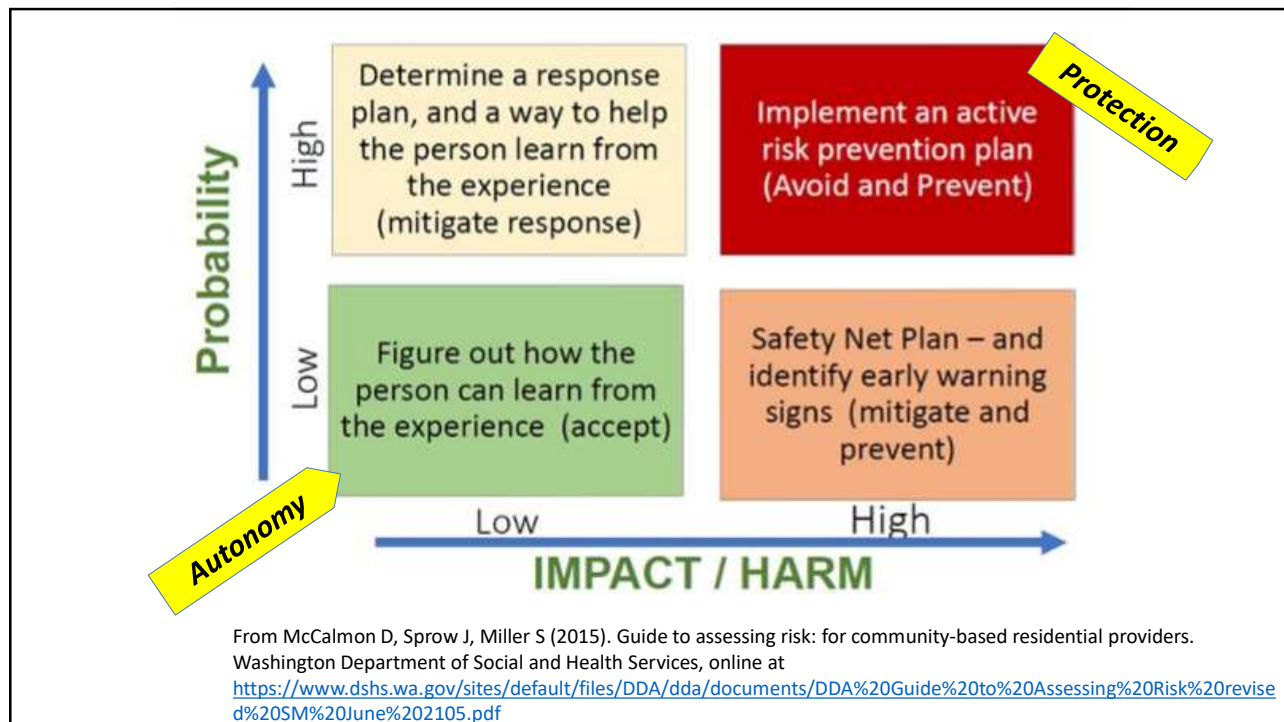 Determine a response
plan, and a way to help
the person learn from
the experience
(mitigate response)
Implement an active
risk prevention plan
(Avoid and Prevent)
Protection
Probability
High
Low
Figure out how the
person can learn from
the experience (accept)
Safety Net Plan – and
identify early warning
signs (mitigate and
prevent)
Autonomy
Low
High
IMPACT / HARM
From McCalmon D, Sprow J, Miller S (2015). Guide to assessing risk: for community-based residential providers.
Washington Department of Social and Health Services, online at
https://www.dshs.wa.gov/sites/default/files/DDA/dda/documents/DDA%20Guide%20to%20Assessing%20Risk%20revise
d%20SM%20June%202105.pdf